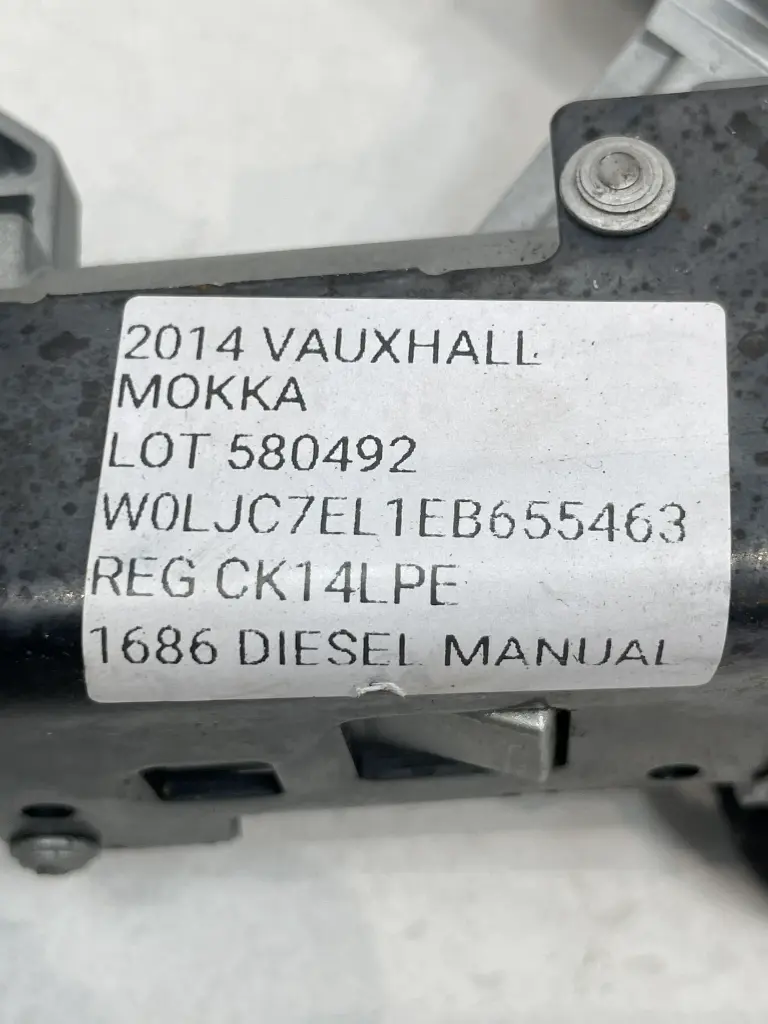 2014 VAUXHALL
MOKKA
LOT 580492
W0LJC7EL1EB655463
REG CK14LPE
1686 DIESEL MANUAL